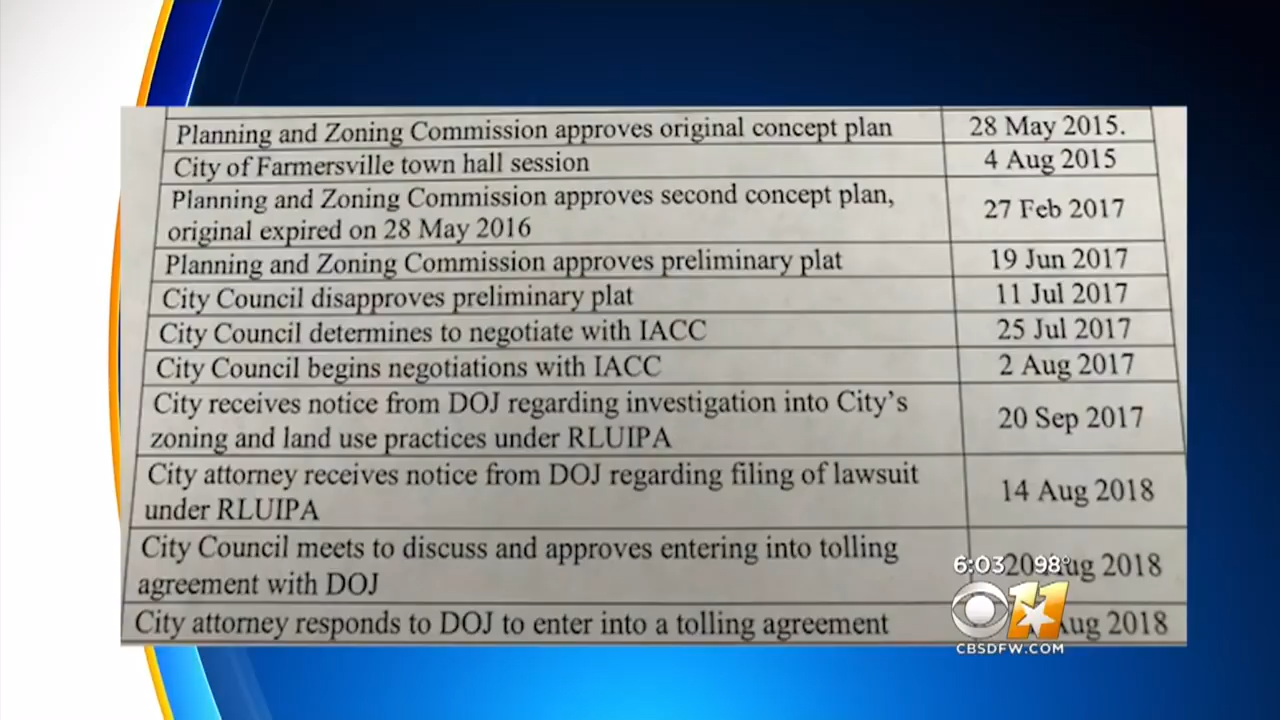 Planning and Zoning Commission approves original concept plan 28 May 2015.
City of Farmersville town hall session 4 Aug 2015
Planning and Zoning Commission approves second concept plan,
original expired on 28 May 2016 27 Feb 2017
Planning and Zoning Commission approves preliminary plat 19 Jun 2017
City Council disapproves preliminary plat 11 Jul 2017
City Council determines to negotiate with IACC 25 Jul 2017
City Council begins negotiations with IACC 2 Aug 2017
City receives notice from DOJ regarding investigation into City's
zoning and land use practices under RLUIPA 20 Sep 2017
City attorney receives notice from DOJ regarding filing of lawsuit
under RLUIPA 14 Aug 2018
City Council meets to discuss and approves entering into tolling
agreement with DOJ 20 Aug 2018
City attorney responds to DOJ to enter into a tolling agreement Aug 2018
6:03 98°
11
CBSDFW.COM